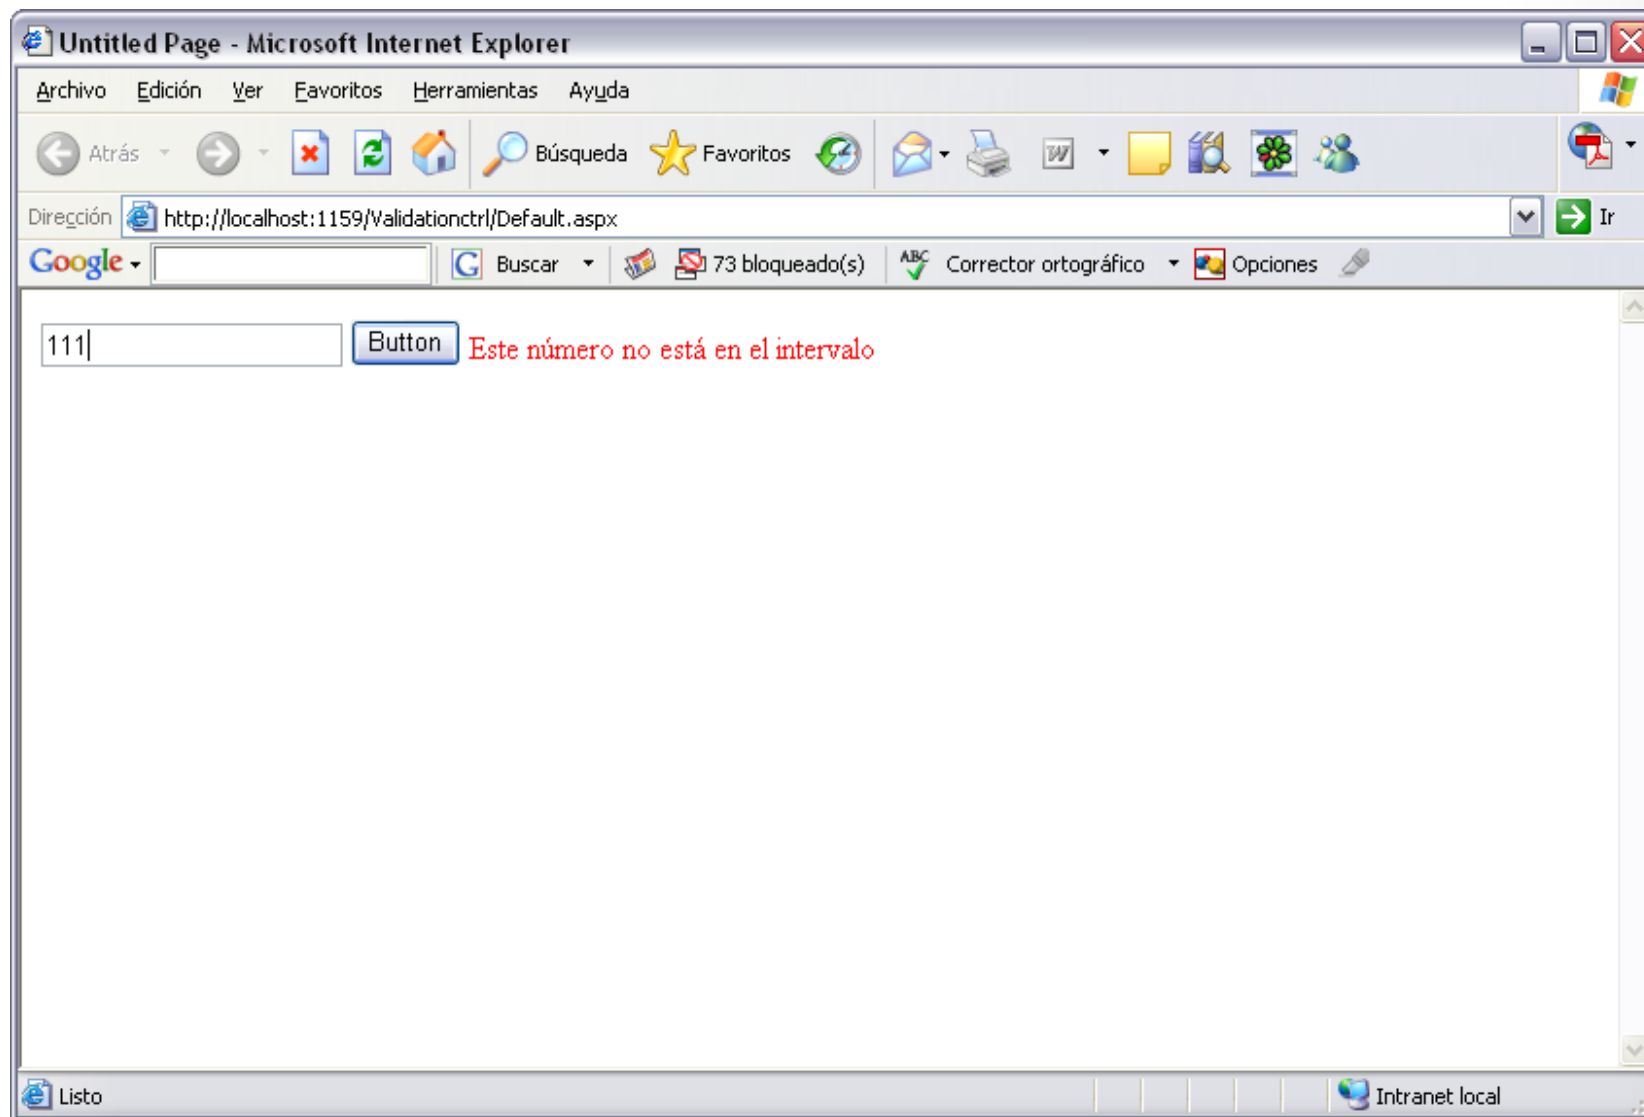 Untitled Page - Microsoft Internet Explorer
Archivo Edición Ver Favoritos Herramientas Ayuda
Atrás Búsqueda Favoritos
Dirección http://localhost:1159/Validationctrl/Default.aspx Ir
Google Buscar 73 bloqueado(s) ABC Corrector ortográfico Opciones
111 Button Este número no está en el intervalo
Listo Intranet local